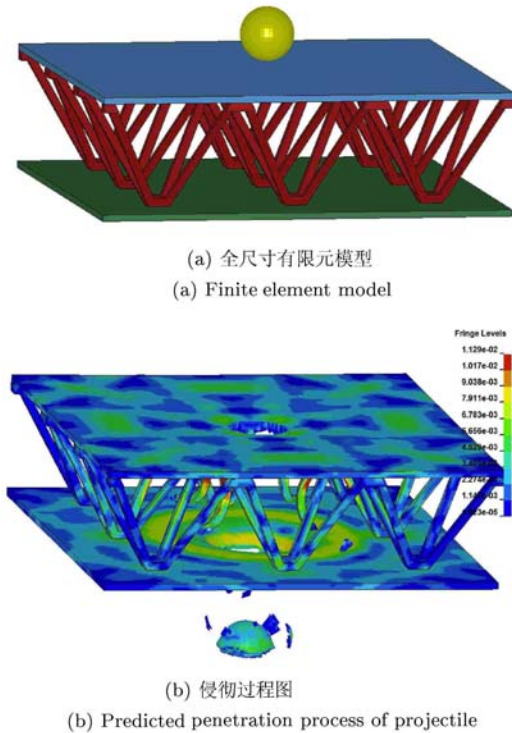 (a) 全尺寸有限元模型
(a) Finite element model
Fringe Levels
1.129e-02
1.017e-02
9.038e-03
7.911e-03
6.783e-03
5.656e-03
2.274e-03
(b) 侵彻过程图
(b) Predicted penetration process of projectile